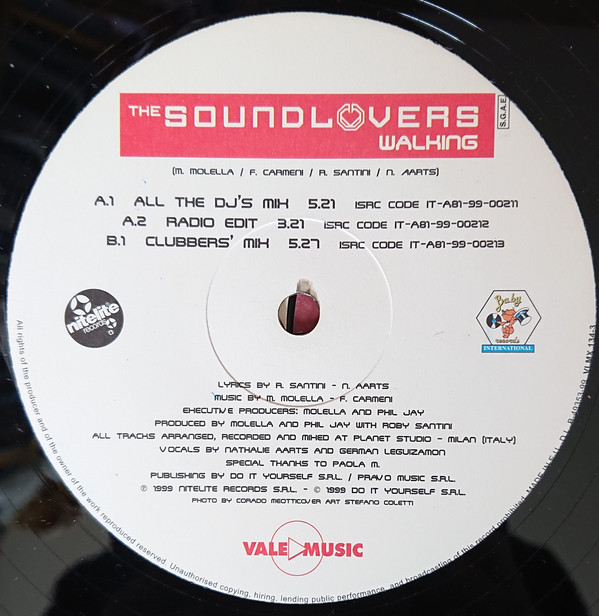 THE SOUNDLOVERS
S.G.A.E.
WALKING
(M. MOLELLA / F. CARMENI / R. SANTINI / N. AARTS)
A.1 ALL THE DJ'S MIX 5.21 ISRC CODE IT-A81-99-00211
A.2 RADIO EDIT 3.21 ISRC CODE IT-A81-99-00212
B.1 CLUBBERS' MIX 5.27 ISRC CODE IT-A81-99-00213
nitelite
records
Baby
records
INTERNATIONAL
LYRICS BY R. SANTINI - N. AARTS
MUSIC BY M. MOLELLA - F. CARMENI
EXECUTIVE PRODUCERS: MOLELLA AND PHIL JAY
PRODUCED BY MOLELLA AND PHIL JAY WITH ROBY SANTINI
ALL TRACKS ARRANGED, RECORDED AND MIXED AT PLANET STUDIO - MILAN (ITALY)
VOCALS BY NATHALIE AARTS AND GERMAN LEGUIZAMON
SPECIAL THANKS TO PAOLA M.
PUBLISHING BY DO IT YOURSELF S.R.L. / PRAVO MUSIC S.R.L.
℗ 1999 NITELITE RECORDS S.R.L. - © 1999 DO IT YOURSELF S.R.L.
PHOTO BY CORADO MEOTTICOVER ART STEFANO COLETTI
VALE MUSIC
All rights of the producer and of the owner of the work reproduced reserved. Unauthorised copying, hiring, lending public performance, and broadcasting of this record prohibited. MADE IN E.U.
VLMX 134-3